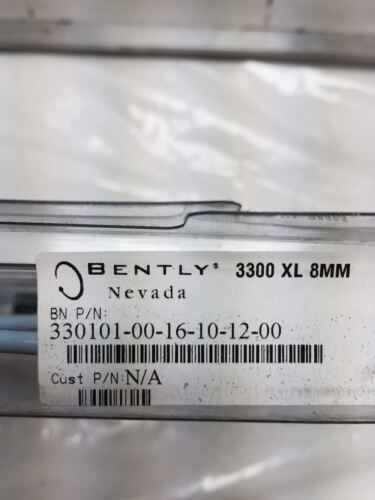 BENTLY® 3300 XL 8MM
Nevada
BN P/N:
330101-00-16-10-12-00
Cust P/N:N/A